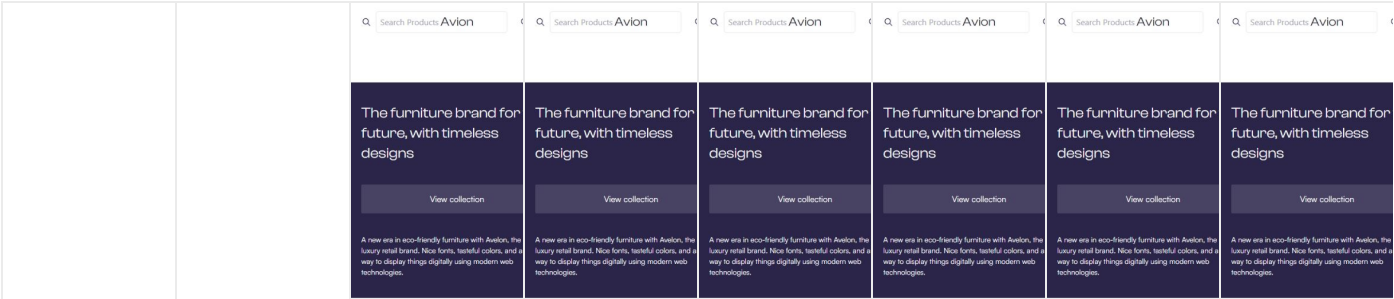 Search Products Avion
The furniture brand for
future, with timeless
designs
View collection
A new era in eco-friendly furniture with Avelon, the
luxury retail brand. Nice fonts, tasteful colors, and a
way to display things digitally using modern web
technologies.
Search Products Avion
The furniture brand for
future, with timeless
designs
View collection
A new era in eco-friendly furniture with Avelon, the
luxury retail brand. Nice fonts, tasteful colors, and a
way to display things digitally using modern web
technologies.
Search Products Avion
The furniture brand for
future, with timeless
designs
View collection
A new era in eco-friendly furniture with Avelon, the
luxury retail brand. Nice fonts, tasteful colors, and a
way to display things digitally using modern web
technologies.
Search Products Avion
The furniture brand for
future, with timeless
designs
View collection
A new era in eco-friendly furniture with Avelon, the
luxury retail brand. Nice fonts, tasteful colors, and a
way to display things digitally using modern web
technologies.
Search Products Avion
The furniture brand for
future, with timeless
designs
View collection
A new era in eco-friendly furniture with Avelon, the
luxury retail brand. Nice fonts, tasteful colors, and a
way to display things digitally using modern web
technologies.
Search Products Avion
The furniture brand for
future, with timeless
designs
View collection
A new era in eco-friendly furniture with Avelon, the
luxury retail brand. Nice fonts, tasteful colors, and a
way to display things digitally using modern web
technologies.